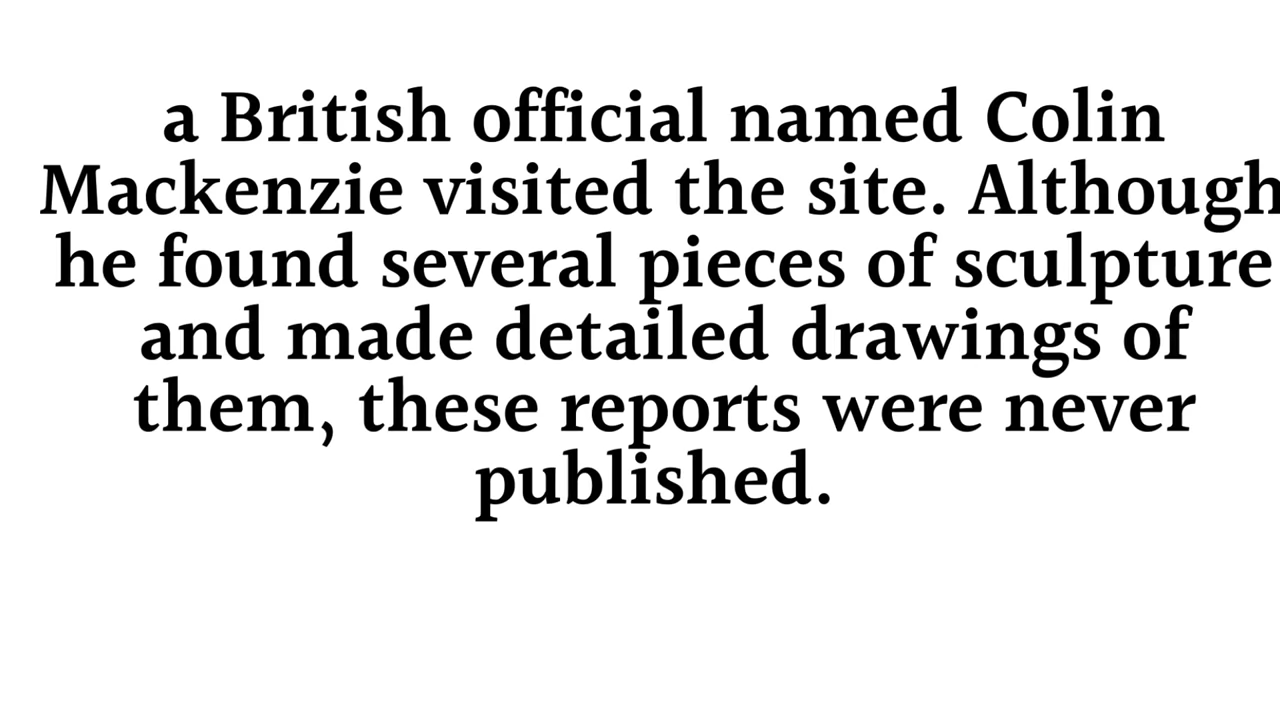 a British official named Colin
Mackenzie visited the site. Although
he found several pieces of sculpture
and made detailed drawings of
them, these reports were never
published.